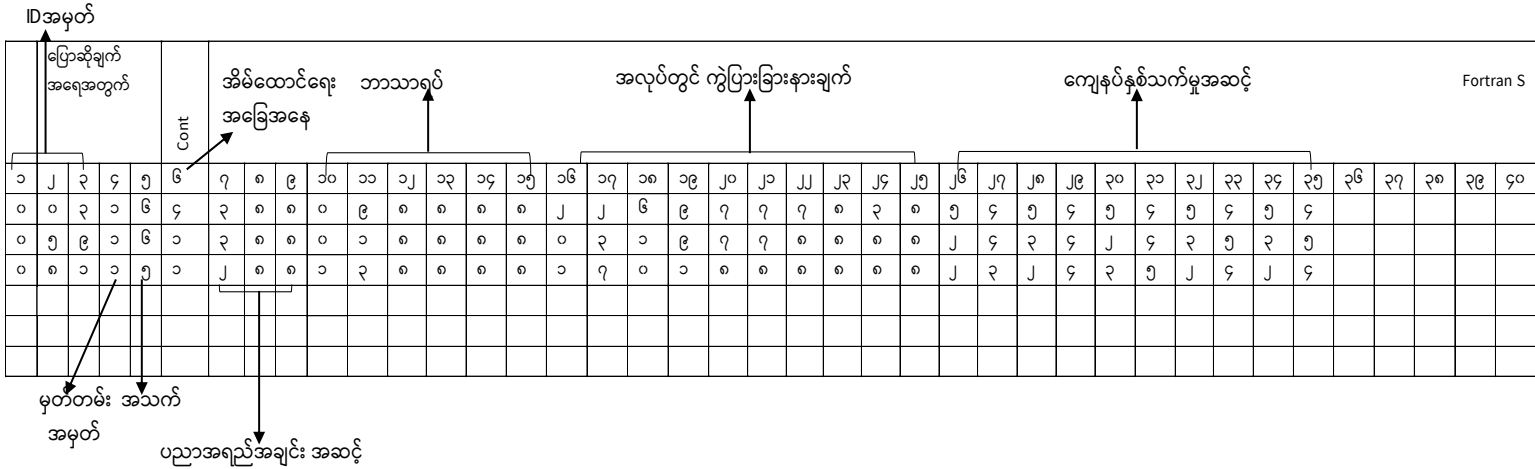 IDအမှတ်
ပြောဆိုချက်
အရေအတွက်
Cont
အိမ်ထောင်ရေး
အခြေအနေ
ဘာသာရပ်
အလုပ်တွင် ကွဲပြားခြားနားချက်
ကျေနပ်နှစ်သက်မှုအဆင့်
Fortran S
၁ ၂ ၃ ၄ ၅ ၆ ၇ ၈ ၉ ၁၀ ၁၁ ၁၂ ၁၃ ၁၄ ၁၅ ၁၆ ၁၇ ၁၈ ၁၉ ၂၀ ၂၁ ၂၂ ၂၃ ၂၄ ၂၅ ၂၆ ၂၇ ၂၈ ၂၉ ၃၀ ၃၁ ၃၂ ၃၃ ၃၄ ၃၅ ၃၆ ၃၇ ၃၈ ၃၉ ၄၀
၀ ၀ ၃ ၁ ၆ ၄ ၃ ၈ ၈ ၀ ၉ ၈ ၈ ၈ ၈ ၂ ၂ ၆ ၉ ၇ ၇ ၇ ၈ ၃ ၈ ၅ ၄ ၅ ၄ ၅ ၄ ၅ ၄ ၅ ၄
၀ ၅ ၉ ၁ ၆ ၁ ၃ ၈ ၈ ၀ ၁ ၈ ၈ ၈ ၈ ၀ ၃ ၁ ၉ ၇ ၇ ၈ ၈ ၈ ၈ ၂ ၄ ၃ ၄ ၂ ၄ ၃ ၅ ၃ ၅
၀ ၈ ၁ ၁ ၅ ၁ ၂ ၈ ၈ ၁ ၃ ၈ ၈ ၈ ၈ ၁ ၇ ၀ ၁ ၈ ၈ ၈ ၈ ၈ ၈ ၂ ၃ ၂ ၄ ၃ ၅ ၂ ၄ ၂ ၄
မှတ်တမ်း အသက်
အမှတ်
ပညာအရည်အချင်း အဆင့်